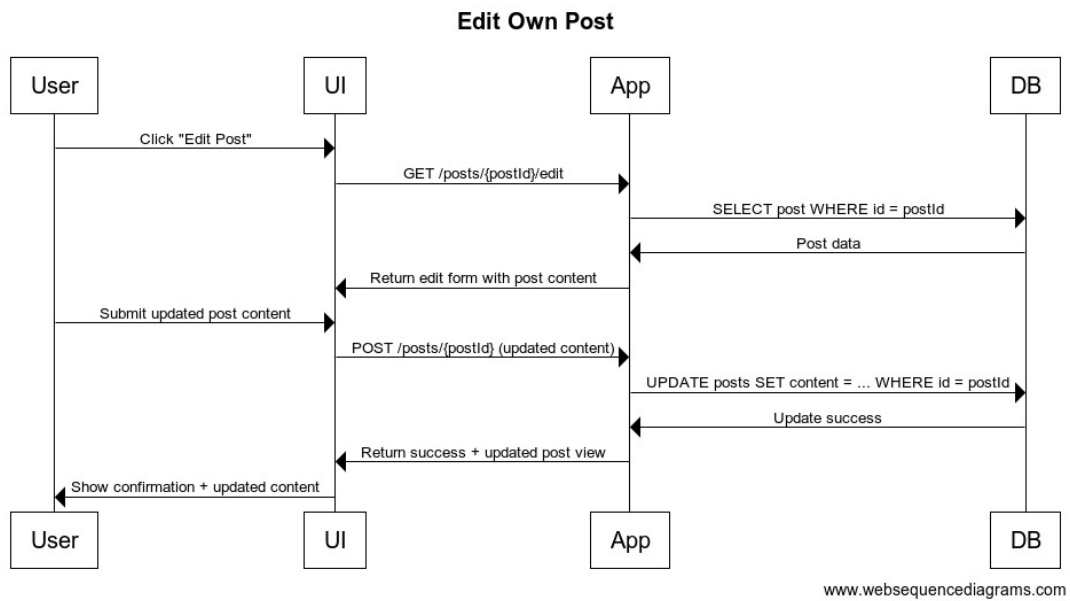 Edit Own Post
User UI App DB
Click "Edit Post"
GET /posts/{postId}/edit
SELECT post WHERE id = postId
Post data
Return edit form with post content
Submit updated post content
POST /posts/{postId} (updated content)
UPDATE posts SET content = ... WHERE id = postId
Update success
Return success + updated post view
Show confirmation + updated content
User UI App DB
www.websequencediagrams.com